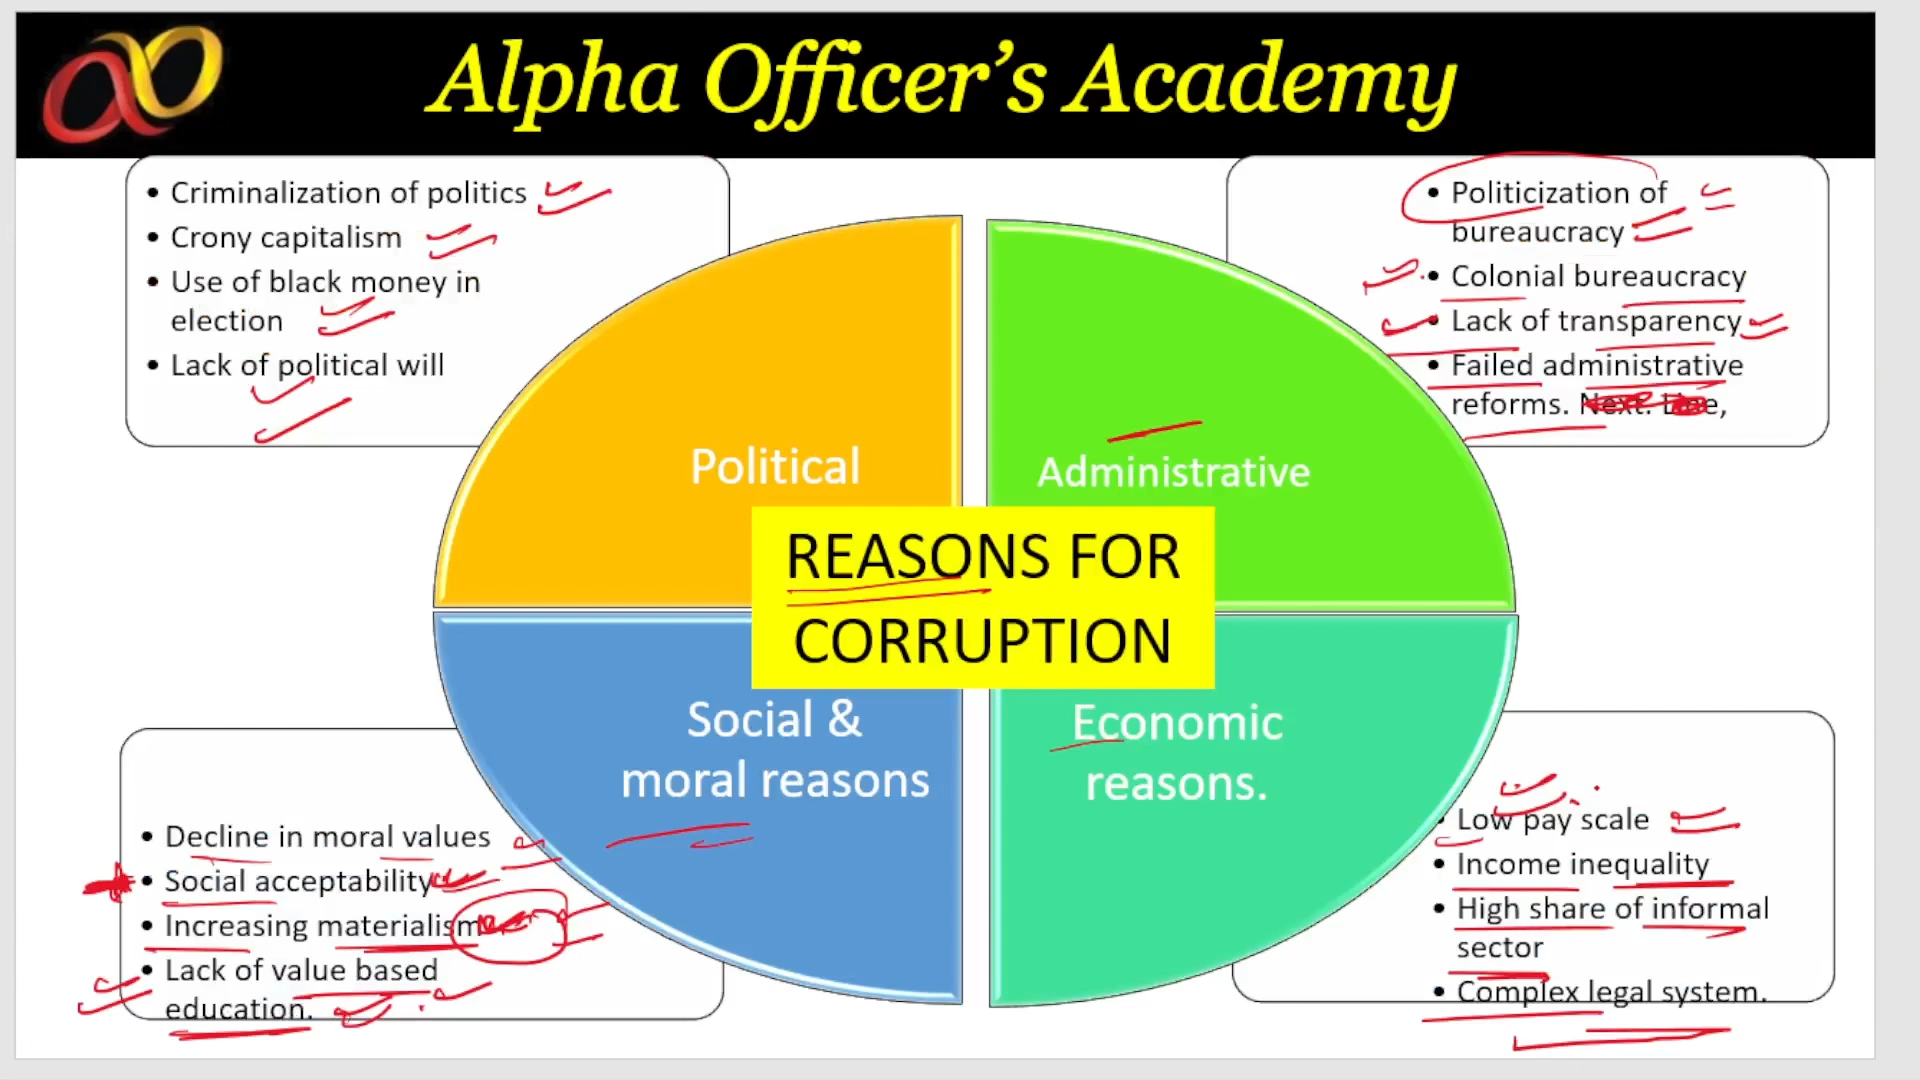 Alpha Officer’s Academy
• Criminalization of politics
• Crony capitalism
• Use of black money in
election
• Lack of political will
• Politicization of
bureaucracy
• Colonial bureaucracy
• Lack of transparency
• Failed administrative
reforms. Next. Line,
Political
Administrative
REASONS FOR
CORRUPTION
Social &
moral reasons
Economic
reasons.
• Decline in moral values
• Social acceptability
• Increasing materialism
• Lack of value based
education.
• Low pay scale
• Income inequality
• High share of informal
sector
• Complex legal system.